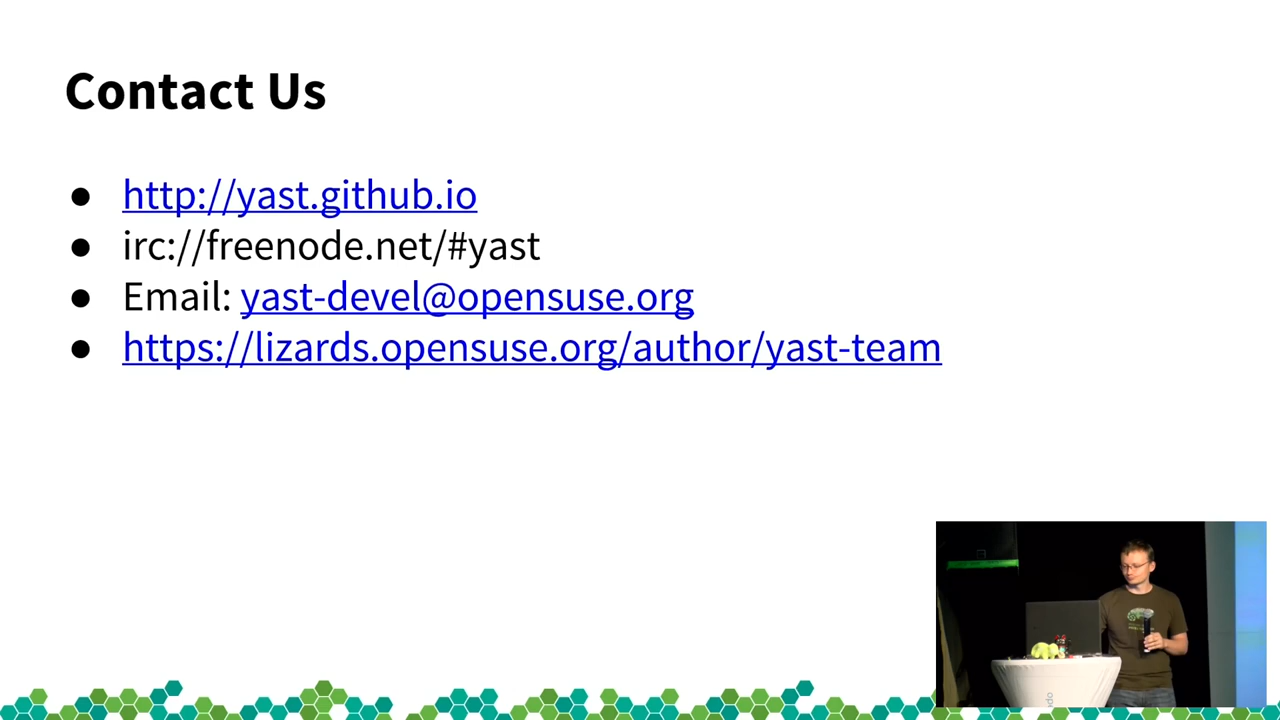 Contact Us
http://yast.github.io
irc://freenode.net/#yast
Email: yast-devel@opensuse.org
https://lizards.opensuse.org/author/yast-team